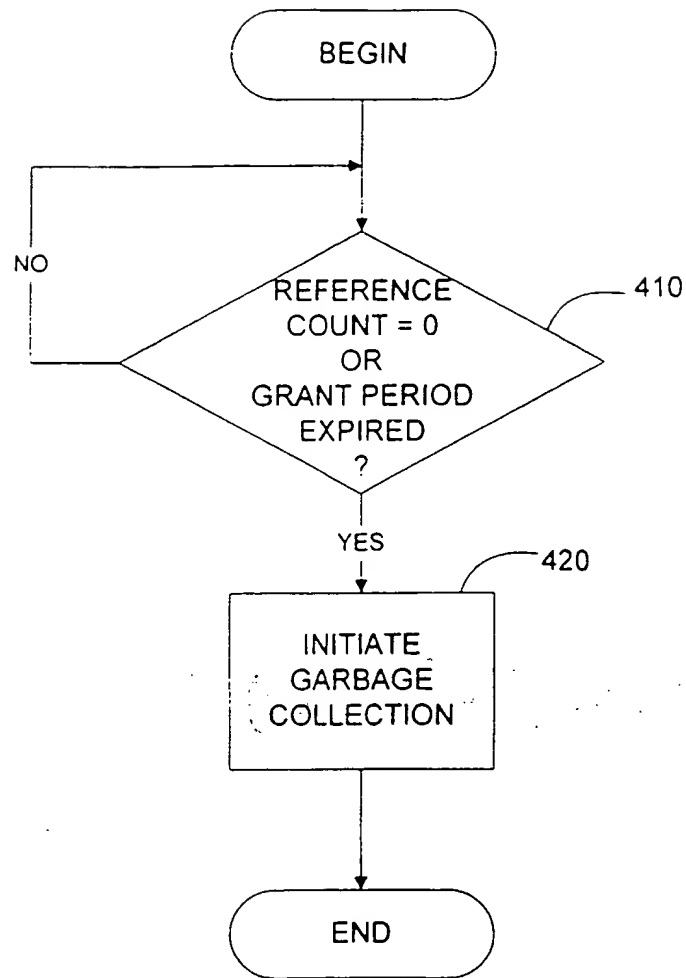 BEGIN
NO
REFERENCE
COUNT = 0
OR
GRANT PERIOD
EXPIRED
?
410
YES
420
INITIATE
GARBAGE
COLLECTION
END